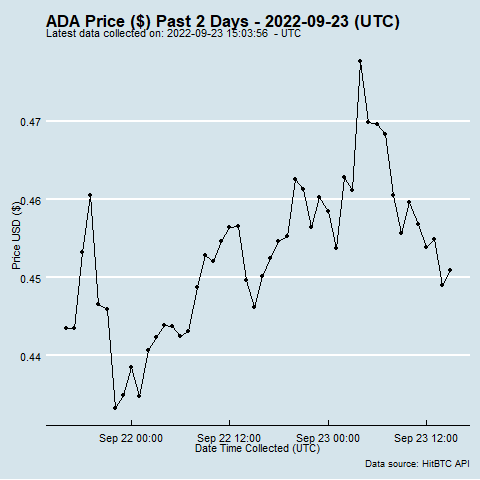 ADA Price ($) Past 2 Days - 2022-09-23 (UTC)
Latest data collected on: 2022-09-23 15:03:56 - UTC
0.47
0.46
0.45
0.44
Price USD ($)
Sep 22 00:00 Sep 22 12:00 Sep 23 00:00 Sep 23 12:00
Date Time Collected (UTC)
Data source: HitBTC API